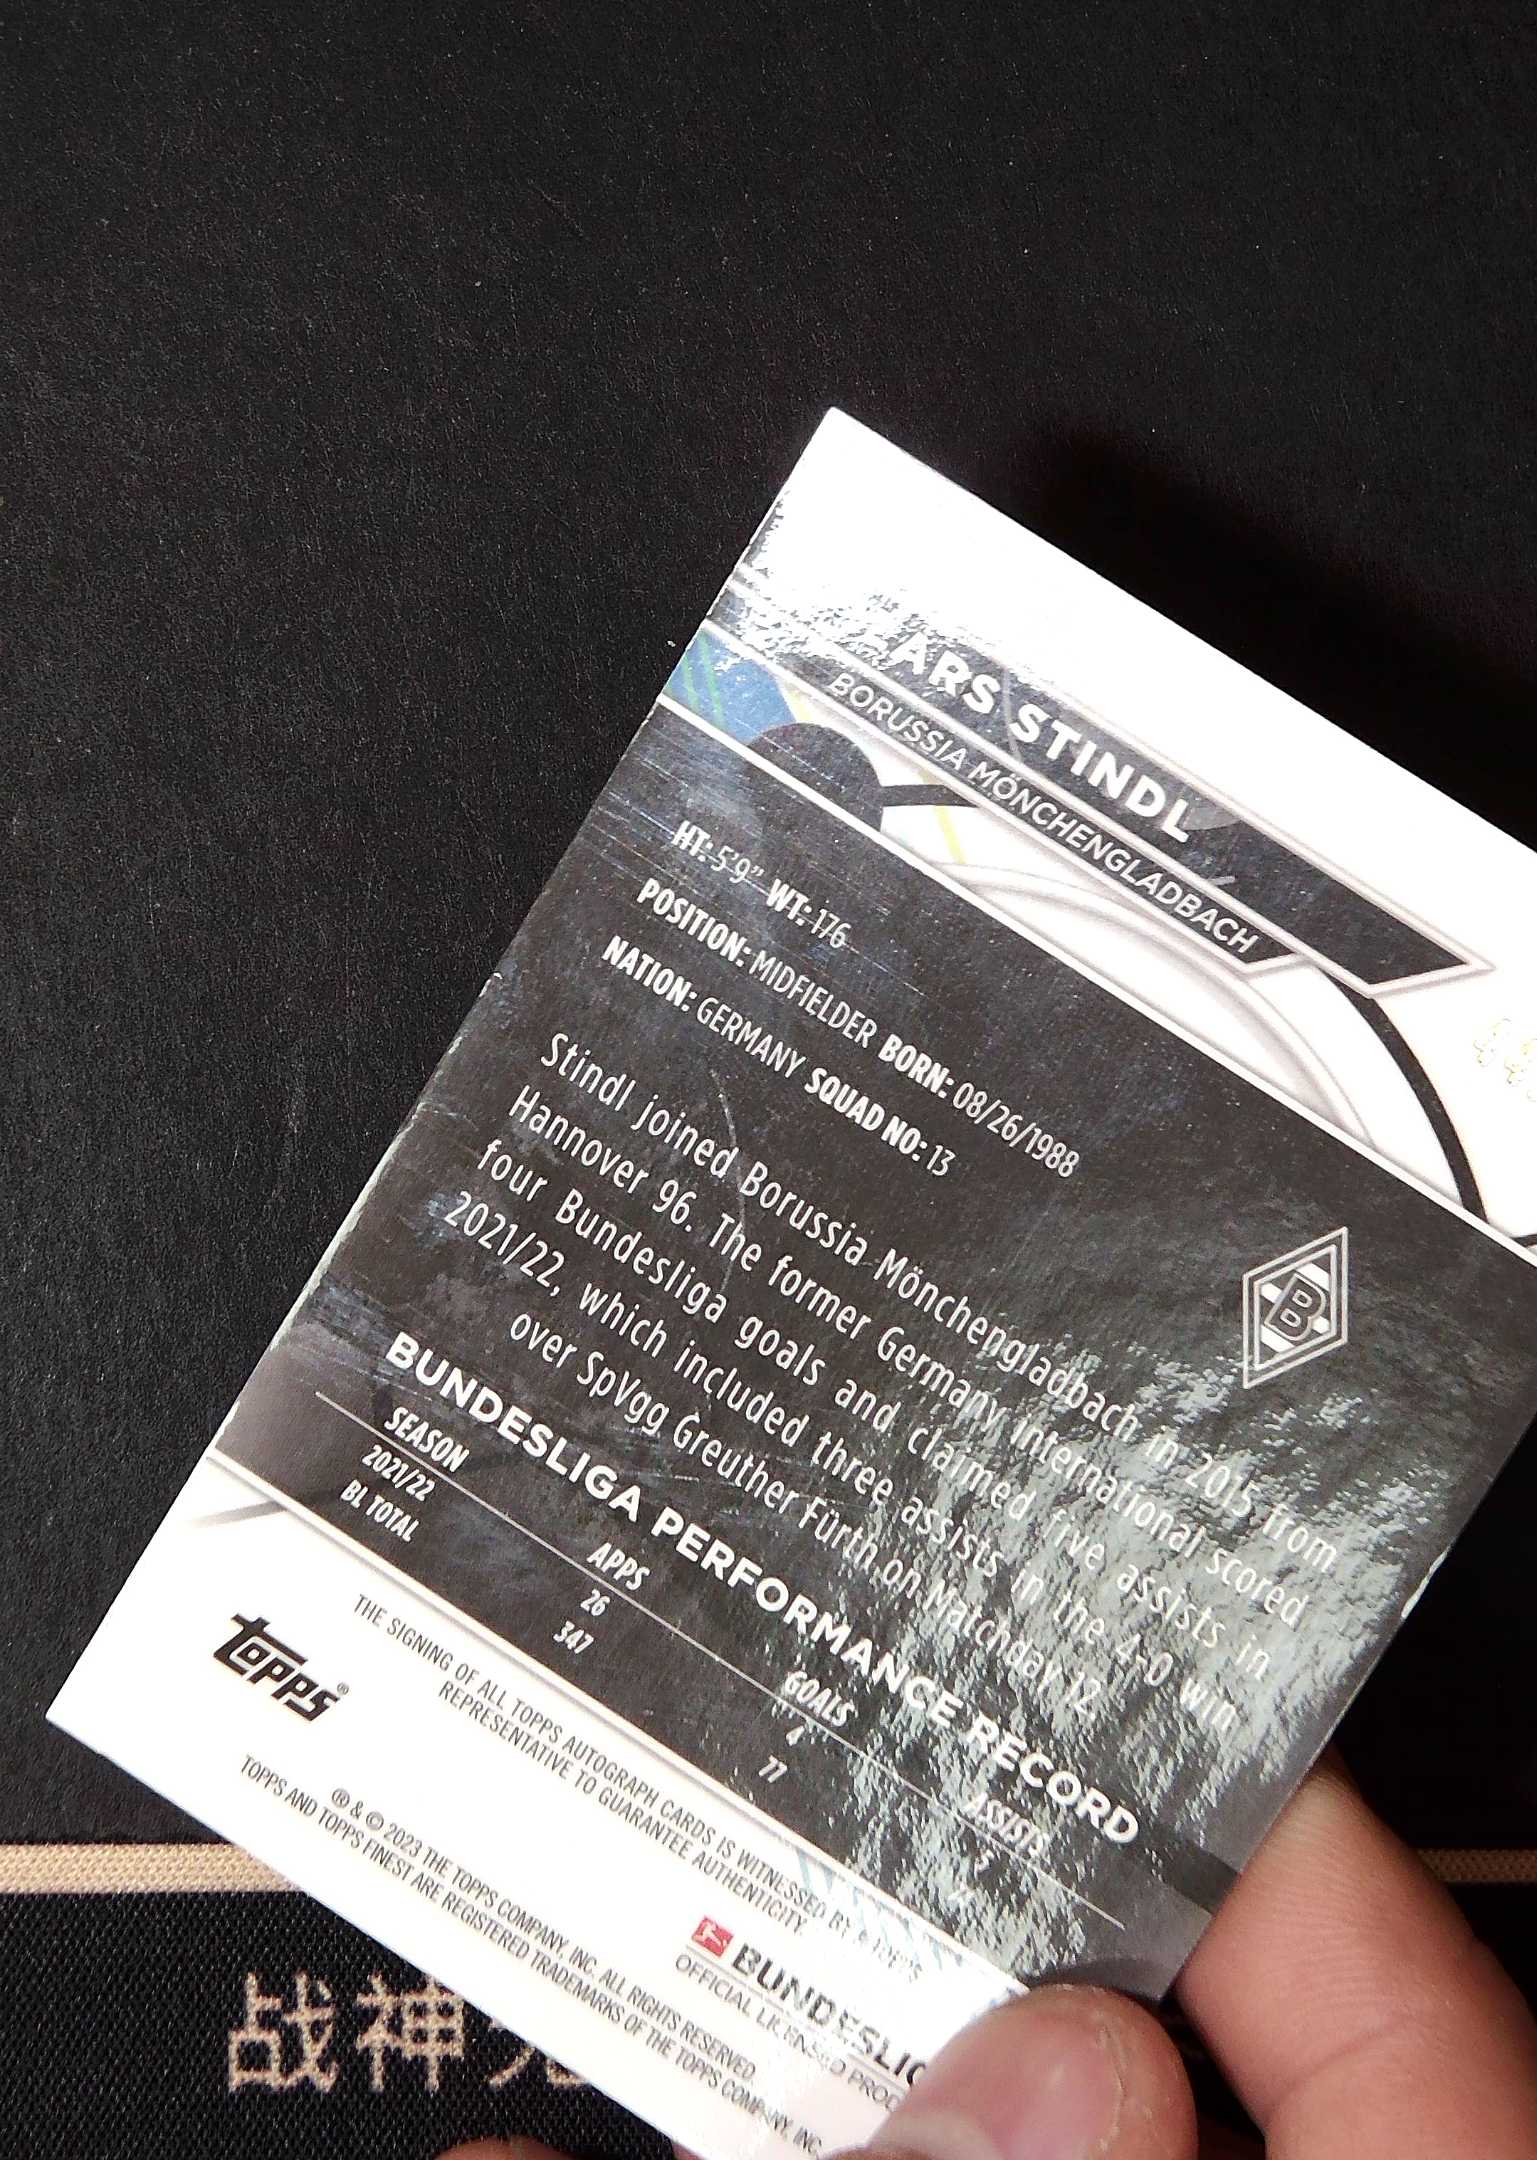 LARS STINDL
BORUSSIA MÖNCHENGLADBACH
HT: 5'9" WT: 176
POSITION: MIDFIELDER BORN: 08/26/1988
NATION: GERMANY SQUAD NO: 13
B
Stindl joined Borussia Mönchengladbach in 2015 from
Hannover 96. The former Germany international scored
four Bundesliga goals and claimed five assists in
2021/22, which included three assists in the 4-0 win
over SpVgg Greuther Fürth on Matchday 12.
BUNDESLIGA PERFORMANCE RECORD
SEASON APPS GOALS ASSISTS
2021/22 26 4 5
BL TOTAL 347 77
topps®
THE SIGNING OF ALL TOPPS AUTOGRAPH CARDS IS WITNESSED BY A TOPPS
REPRESENTATIVE TO GUARANTEE AUTHENTICITY.
BUNDESLIG
OFFICIAL LICENSED PROD
® & © 2023 THE TOPPS COMPANY, INC. ALL RIGHTS RESERVED.
TOPPS AND TOPPS FINEST ARE REGISTERED TRADEMARKS OF THE TOPPS COMPANY, INC.
战神